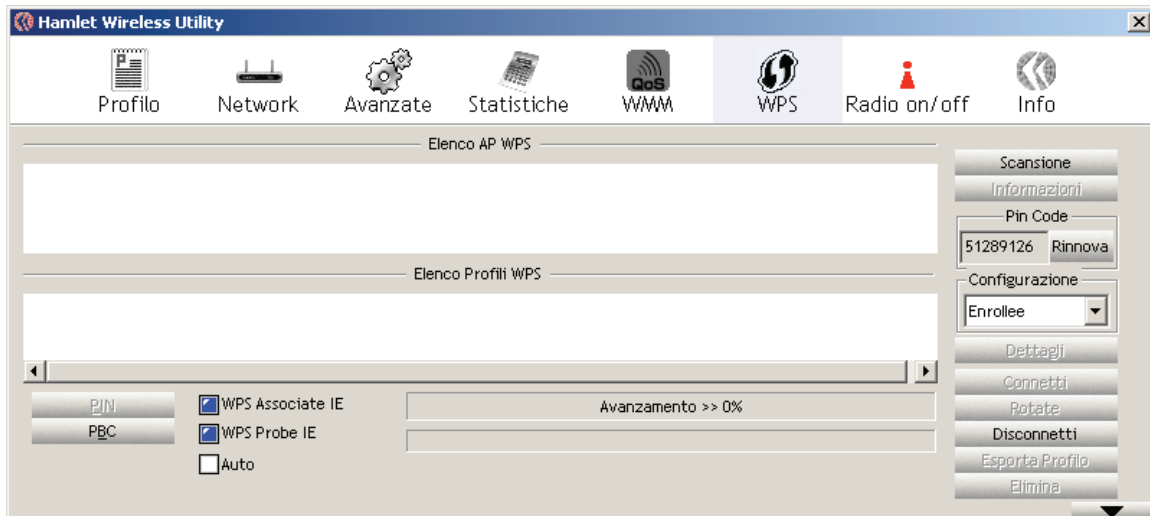 Hamlet Wireless Utility
Profilo
Network
Avanzate
Statistiche
QoS
WMM
WPS
Radio on/off
Info
Elenco AP WPS
Scansione
Informazioni
Pin Code
51289126 Rinnova
Elenco Profili WPS
Configurazione
Enrollee
Dettagli
Connetti
Rotate
Disconnetti
Esporta Profilo
Elimina
PIN
PBC
WPS Associate IE
WPS Probe IE
Auto
Avanzamento >> 0%